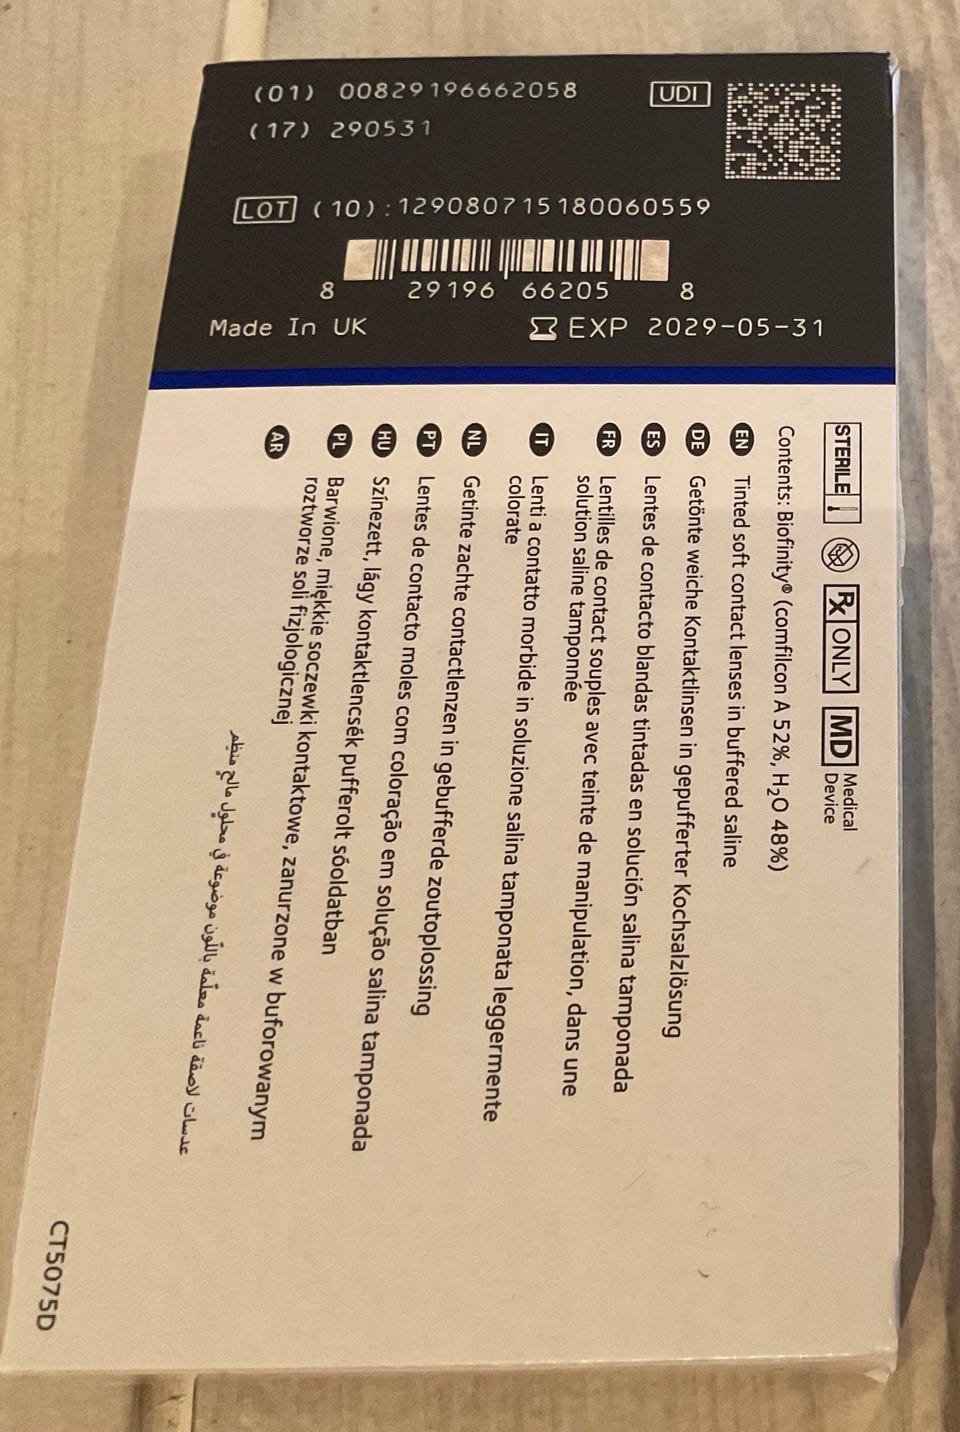 (01) 00829196662058
UDI
(17) 290531
LOT (10):129080715180060559
8 29196 66205 8
Made In UK
EXP 2029-05-31
STERILE
Rx ONLY
MD Medical
Device
Contents: Biofinity® (comfilcon A 52%, H₂O 48%)
EN Tinted soft contact lenses in buffered saline
DE Getönte weiche Kontaktlinsen in gepufferter Kochsalzlösung
ES Lentes de contacto blandas tintadas en solución salina tamponada
FR Lentilles de contact souples avec teinte de manipulation, dans une
solution saline tamponnée
IT Lenti a contatto morbide in soluzione salina tamponata leggermente
colorate
NL Getinte zachte contactlenzen in gebufferde zoutoplossing
PT Lentes de contacto moles com coloração em solução salina tamponada
HU Színezett, lágy kontaktlencsék pufferolt sóoldatban
PL Barwione, miękkie soczewki kontaktowe, zanurzone w buforowanym
roztworze soli fizjologicznej
AR عدسات لاصقة ناعمة معلّمة باللّون موضوعة في محلول مالح منظم
CT5075D